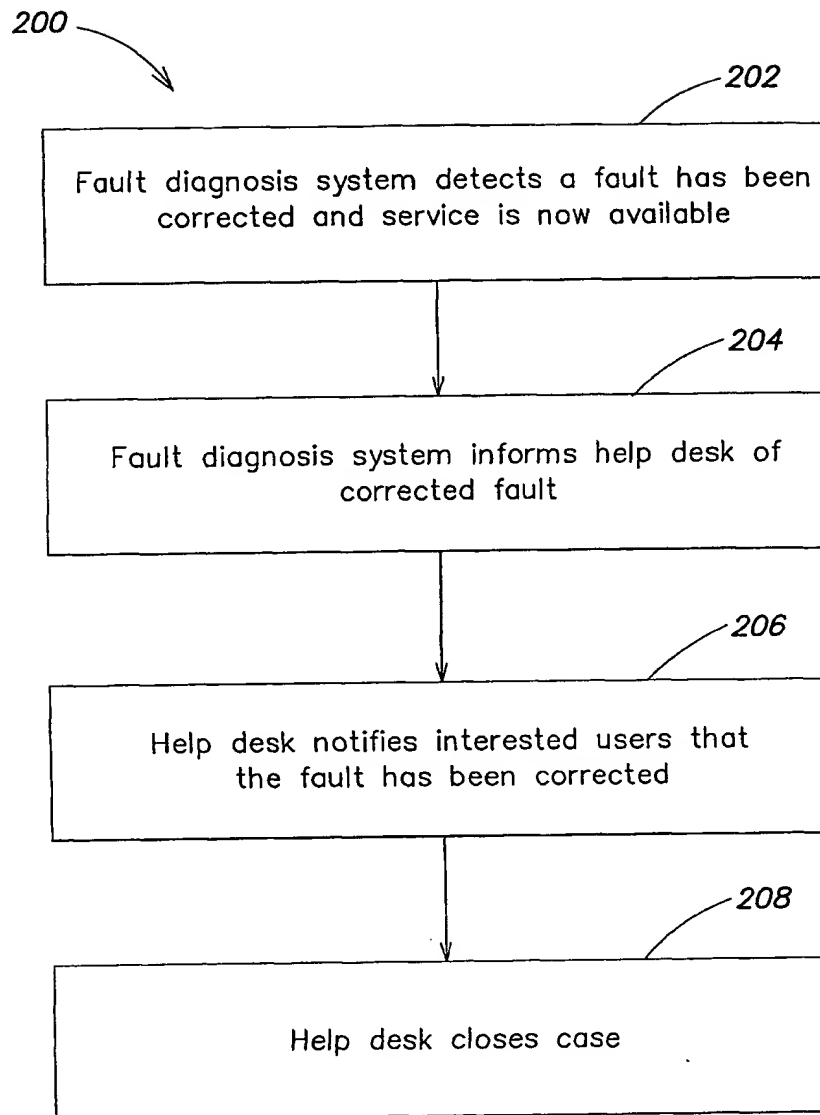 200
202
Fault diagnosis system detects a fault has been
corrected and service is now available
204
Fault diagnosis system informs help desk of
corrected fault
206
Help desk notifies interested users that
the fault has been corrected
208
Help desk closes case